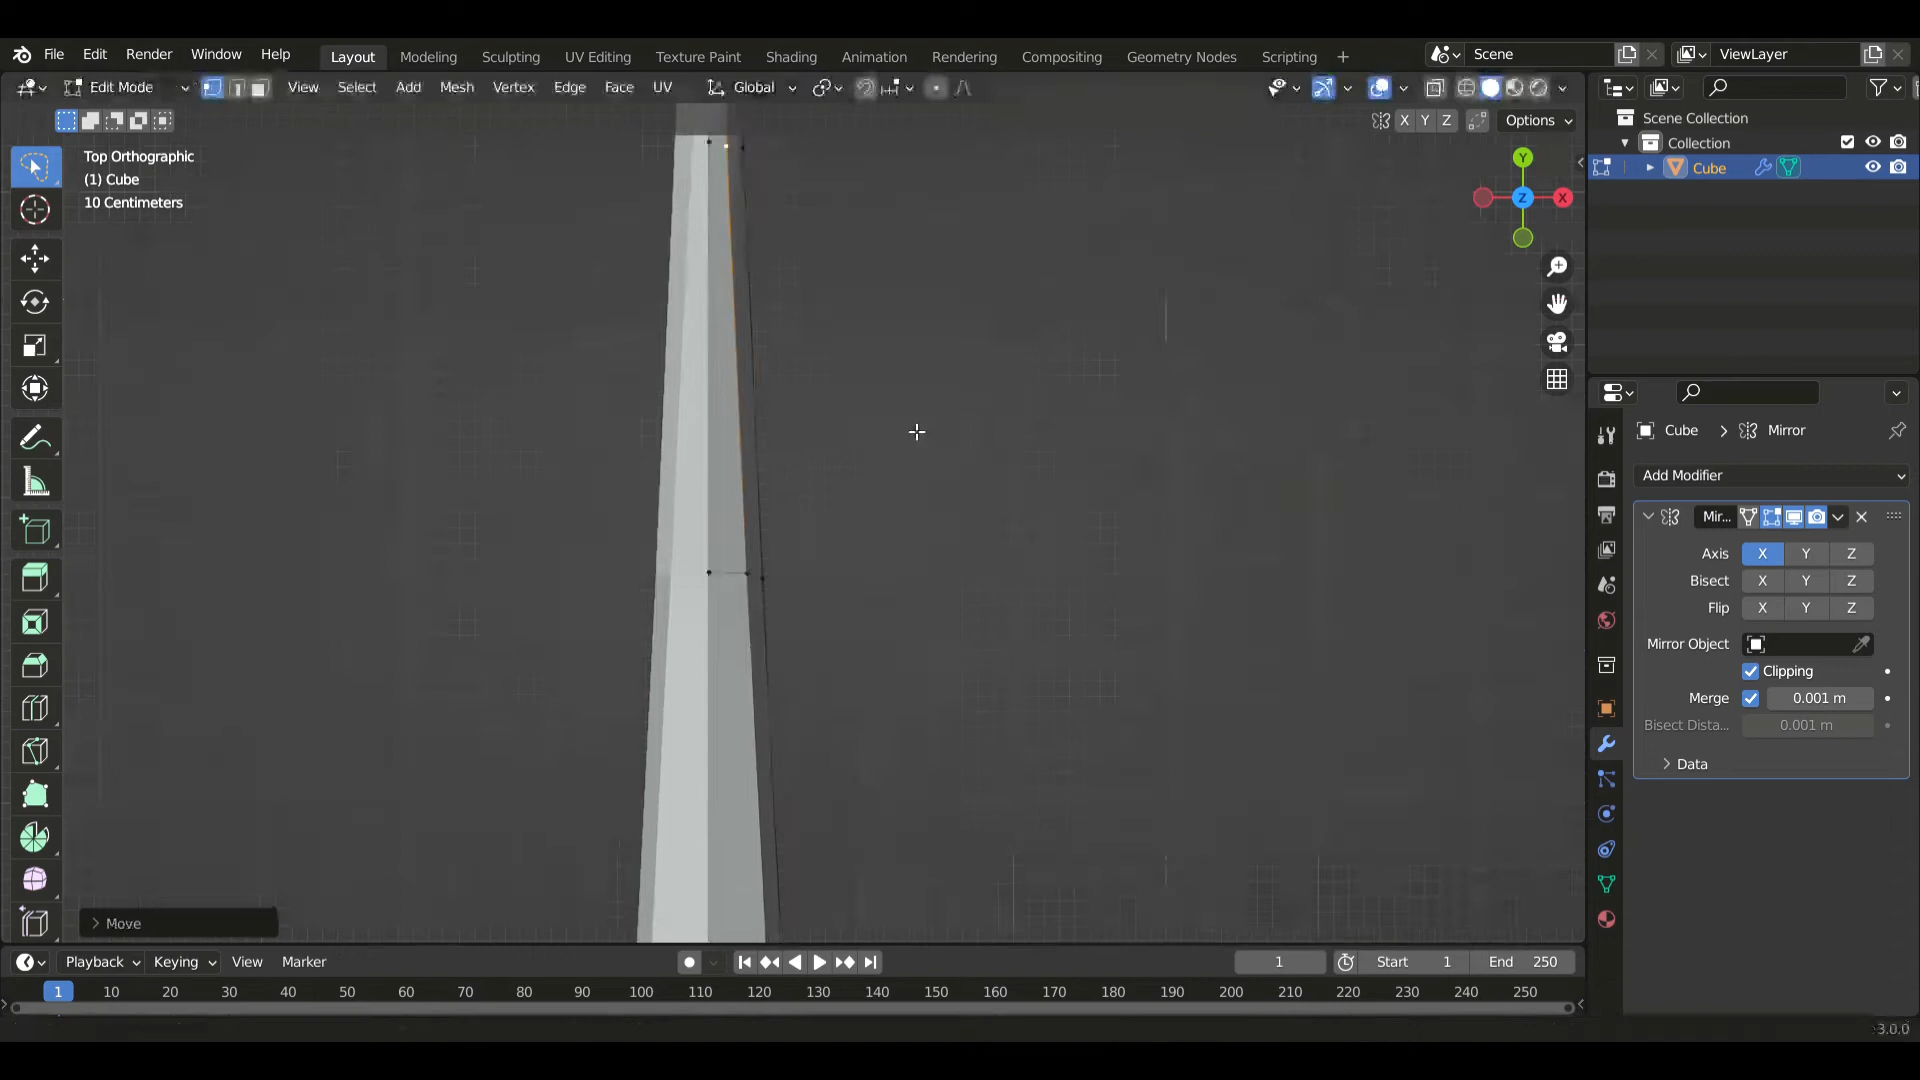 File Edit Render Window Help Layout Modeling Sculpting UV Editing Texture Paint Shading Animation Rendering Compositing Geometry Nodes Scripting + Scene ViewLayer
Edit Mode View Select Add Mesh Vertex Edge Face UV Global
X Y Z Options
Top Orthographic
(1) Cube
10 Centimeters
Y
Z X
Scene Collection
Collection
Cube
Cube > Mirror
Add Modifier
Mir...
Axis X Y Z
Bisect X Y Z
Flip X Y Z
Mirror Object
Clipping
Merge 0.001 m
Bisect Dista... 0.001 m
> Data
> Move
Playback Keying View Marker 1 Start 1 End 250
1 10 20 30 40 50 60 70 80 90 100 110 120 130 140 150 160 170 180 190 200 210 220 230 240 250
3.0.0